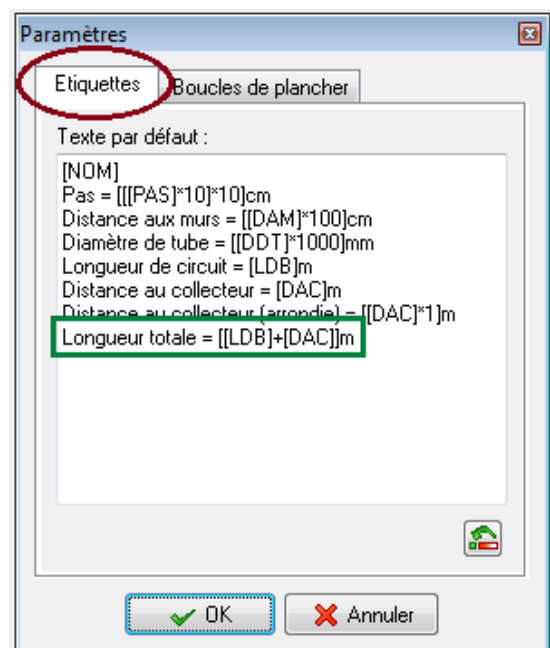 Paramètres
Etiquettes
Boucles de plancher
Texte par défaut :
[NOM]
Pas = [[[PAS]*10]*10]cm
Distance aux murs = [[DAM]*100]cm
Diamètre de tube = [[DDT]*1000]mm
Longueur de circuit = [LDB]m
Distance au collecteur = [DAC]m
Distance au collecteur (arrondie) = [[DAC]*1]m
Longueur totale = [[LDB]+[DAC]]m
OK
Annuler